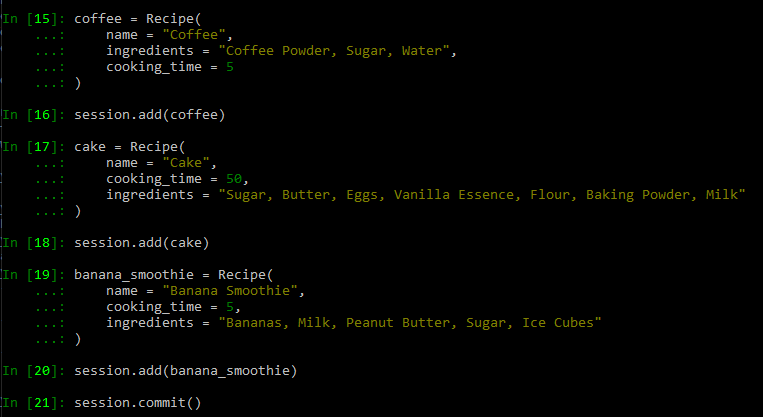 In [15]: coffee = Recipe(
    ...:     name = "Coffee",
    ...:     ingredients = "Coffee Powder, Sugar, Water",
    ...:     cooking_time = 5
    ...: )
In [16]: session.add(coffee)
In [17]: cake = Recipe(
    ...:     name = "Cake",
    ...:     cooking_time = 50,
    ...:     ingredients = "Sugar, Butter, Eggs, Vanilla Essence, Flour, Baking Powder, Milk"
    ...: )
In [18]: session.add(cake)
In [19]: banana_smoothie = Recipe(
    ...:     name = "Banana Smoothie",
    ...:     cooking_time = 5,
    ...:     ingredients = "Bananas, Milk, Peanut Butter, Sugar, Ice Cubes"
    ...: )
In [20]: session.add(banana_smoothie)
In [21]: session.commit()